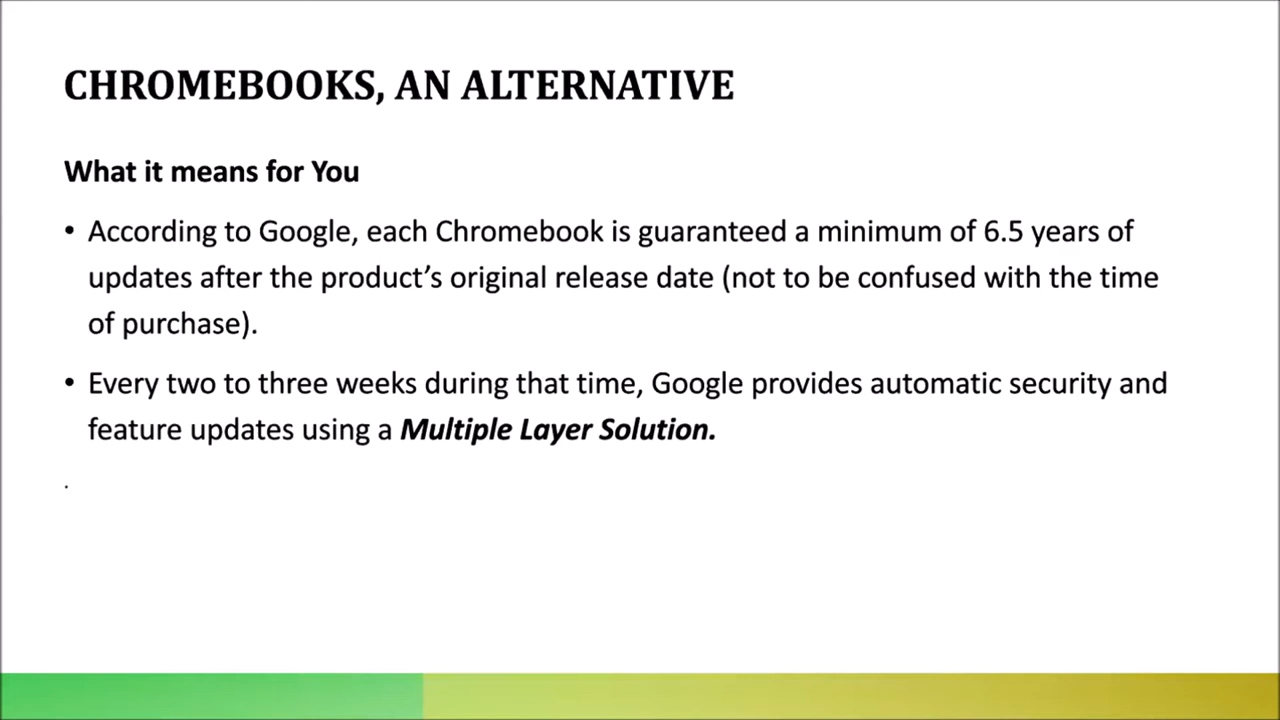 CHROMEBOOKS, AN ALTERNATIVE
What it means for You
• According to Google, each Chromebook is guaranteed a minimum of 6.5 years of
updates after the product’s original release date (not to be confused with the time
of purchase).
• Every two to three weeks during that time, Google provides automatic security and
feature updates using a Multiple Layer Solution.
.